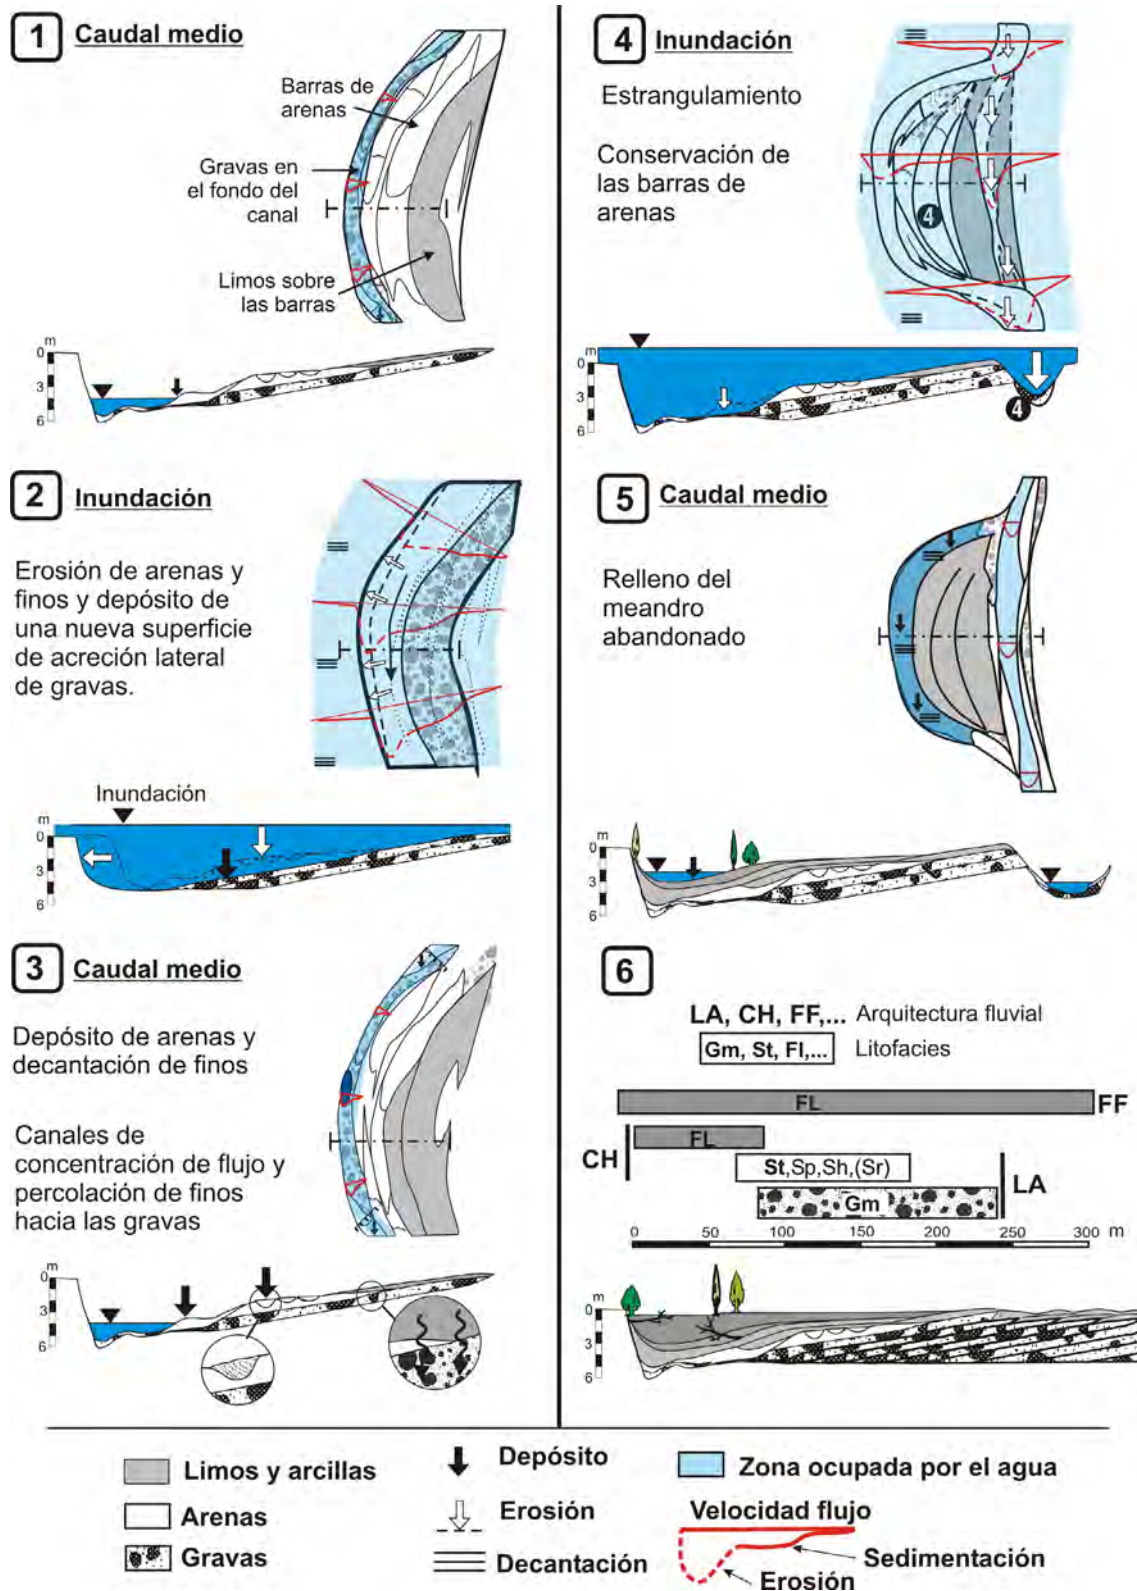 1 Caudal medio
Barras de
arenas
Gravas en
el fondo del
canal
Limos sobre
las barras
m
0
3
6
2 Inundación
Erosión de arenas y
finos y depósito de
una nueva superficie
de acreción lateral
de gravas.
Inundación
m
0
3
6
3 Caudal medio
Depósito de arenas y
decantación de finos
Canales de
concentración de flujo y
percolación de finos
hacia las gravas
m
0
3
6
4 Inundación
Estrangulamiento
Conservación de
las barras de
arenas
4
m
0
3
6
4
5 Caudal medio
Relleno del
meandro
abandonado
m
0
3
6
6
LA, CH, FF,... Arquitectura fluvial
Gm, St, Fl,... Litofacies
FL FF
FL
CH
St,Sp,Sh,(Sr)
LA
Gm
0 50 100 150 200 250 300 m
m
0
3
6
Limos y arcillas
Arenas
Gravas
Depósito
Erosión
Decantación
Zona ocupada por el agua
Velocidad flujo
Sedimentación
Erosión